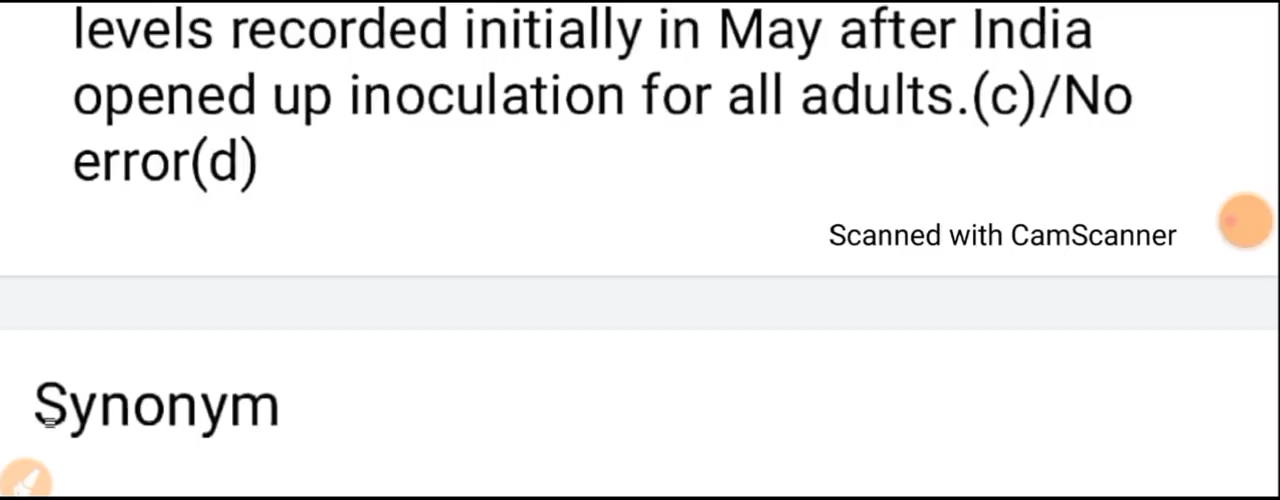 levels recorded initially in May after India
opened up inoculation for all adults.(c)/No
error(d)
Scanned with CamScanner
Synonym